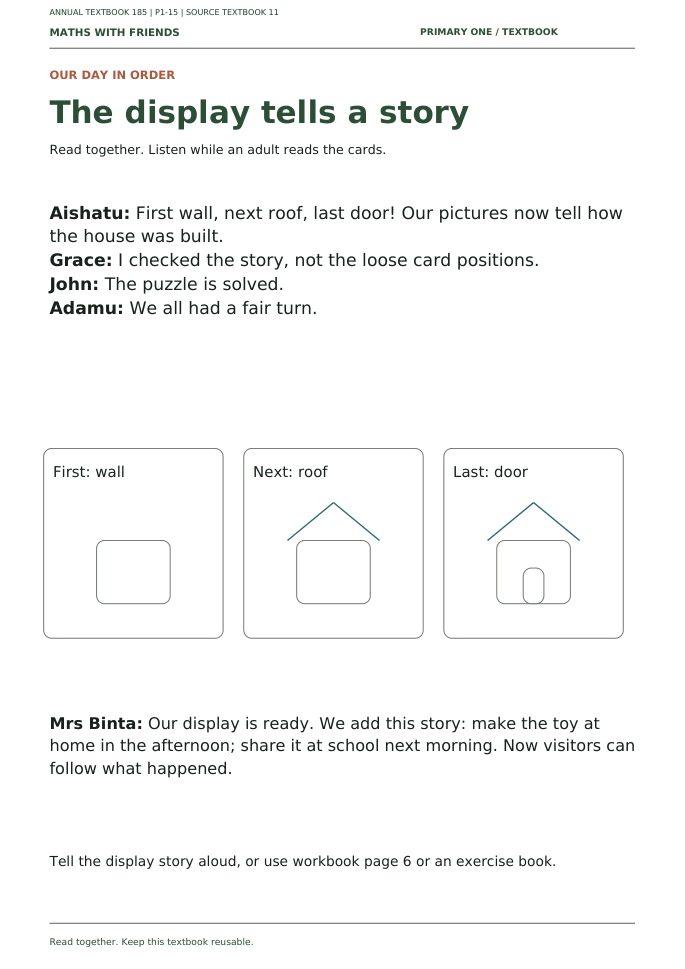 ANNUAL TEXTBOOK 185 | P1-15 | SOURCE TEXTBOOK 11
MATHS WITH FRIENDS
PRIMARY ONE / TEXTBOOK
OUR DAY IN ORDER
The display tells a story
Read together. Listen while an adult reads the cards.
Aishatu: First wall, next roof, last door! Our pictures now tell how
the house was built.
Grace: I checked the story, not the loose card positions.
John: The puzzle is solved.
Adamu: We all had a fair turn.
First: wall
Next: roof
Last: door
Mrs Binta: Our display is ready. We add this story: make the toy at
home in the afternoon; share it at school next morning. Now visitors can
follow what happened.
Tell the display story aloud, or use workbook page 6 or an exercise book.
Read together. Keep this textbook reusable.